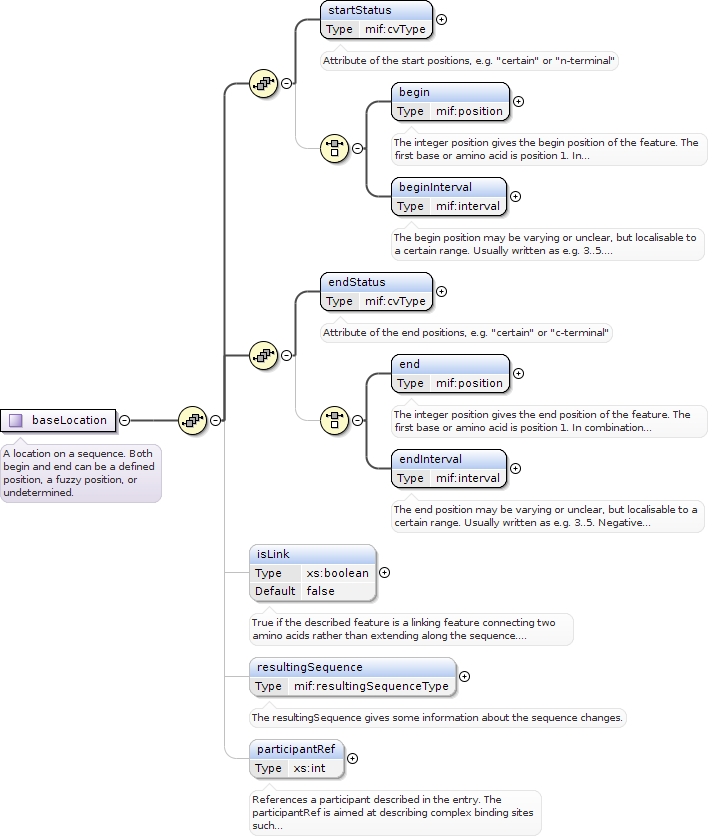 startStatus
Type mif:cvType
Attribute of the start positions, e.g. "certain" or "n-terminal"
begin
Type mif:position
The integer position gives the begin position of the feature. The
first base or amino acid is position 1. In...
beginInterval
Type mif:interval
The begin position may be varying or unclear, but localisable to
a certain range. Usually written as e.g. 3..5....
endStatus
Type mif:cvType
Attribute of the end positions, e.g. "certain" or "c-terminal"
end
Type mif:position
The integer position gives the end position of the feature. The
first base or amino acid is position 1. In combination...
endInterval
Type mif:interval
The end position may be varying or unclear, but localisable to a
certain range. Usually written as e.g. 3..5. Negative...
baseLocation
A location on a sequence. Both
begin and end can be a defined
position, a fuzzy position, or
undetermined.
isLink
Type xs:boolean
Default false
True if the described feature is a linking feature connecting two
amino acids rather than extending along the sequence....
resultingSequence
Type mif:resultingSequenceType
The resultingSequence gives some information about the sequence changes.
participantRef
Type xs:int
References a participant described in the entry. The
participantRef is aimed at describing complex binding sites
such...